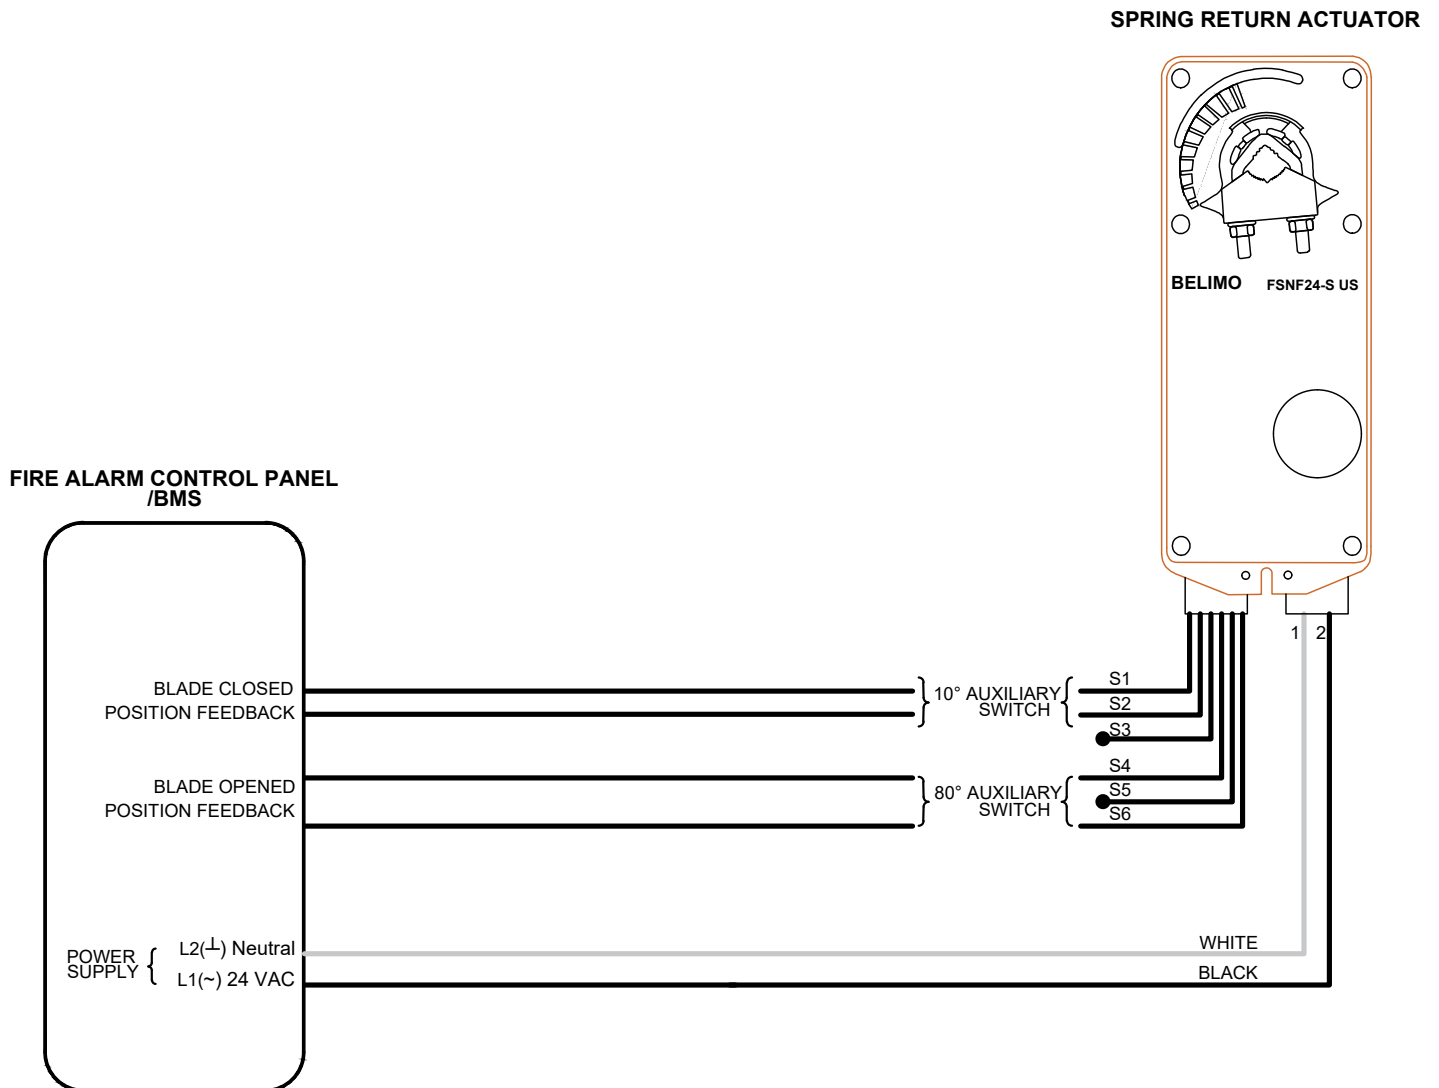 SPRING RETURN ACTUATOR
BELIMO FSNF24-S US
FIRE ALARM CONTROL PANEL
/BMS
1 2
BLADE CLOSED
POSITION FEEDBACK
10° AUXILIARY
SWITCH
S1
S2
S3
BLADE OPENED
POSITION FEEDBACK
80° AUXILIARY
SWITCH
S4
S5
S6
POWER
SUPPLY
L2(┴) Neutral
L1(~) 24 VAC
WHITE
BLACK